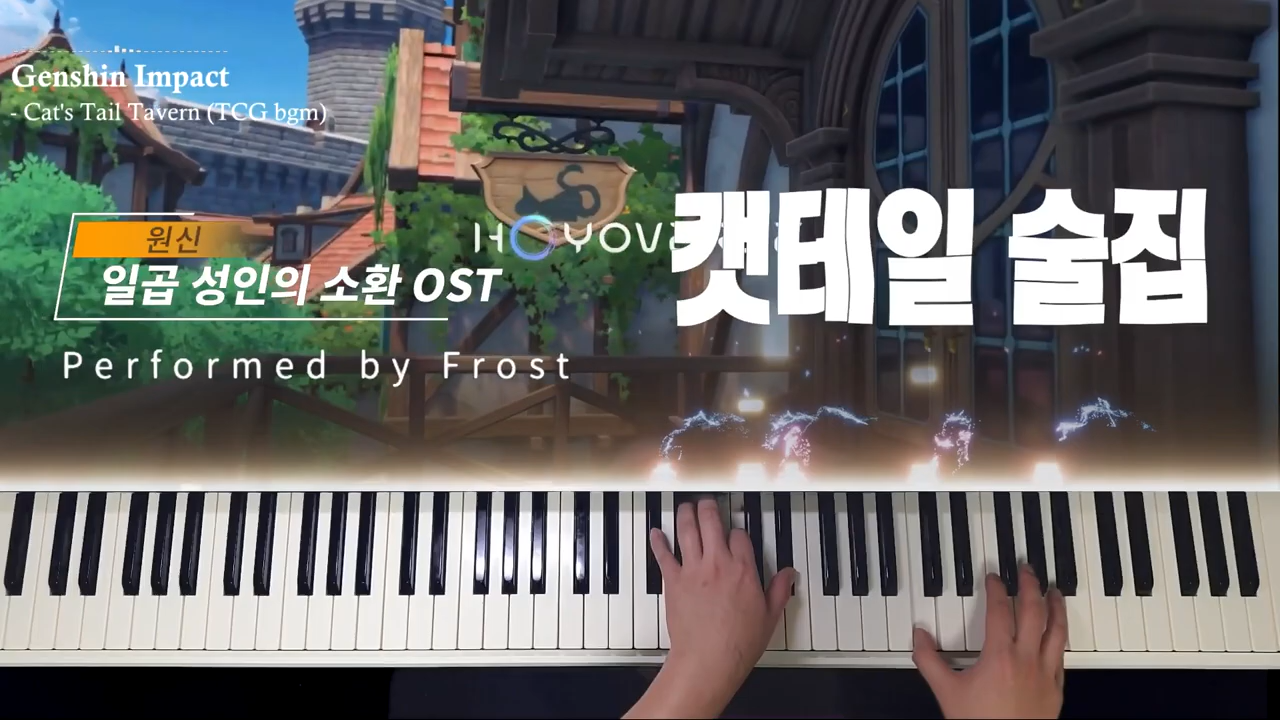 Genshin Impact
- Cat's Tail Tavern (TCG bgm)
원신
일곱 성인의 소환 OST
캣테일 술집
Performed by Frost